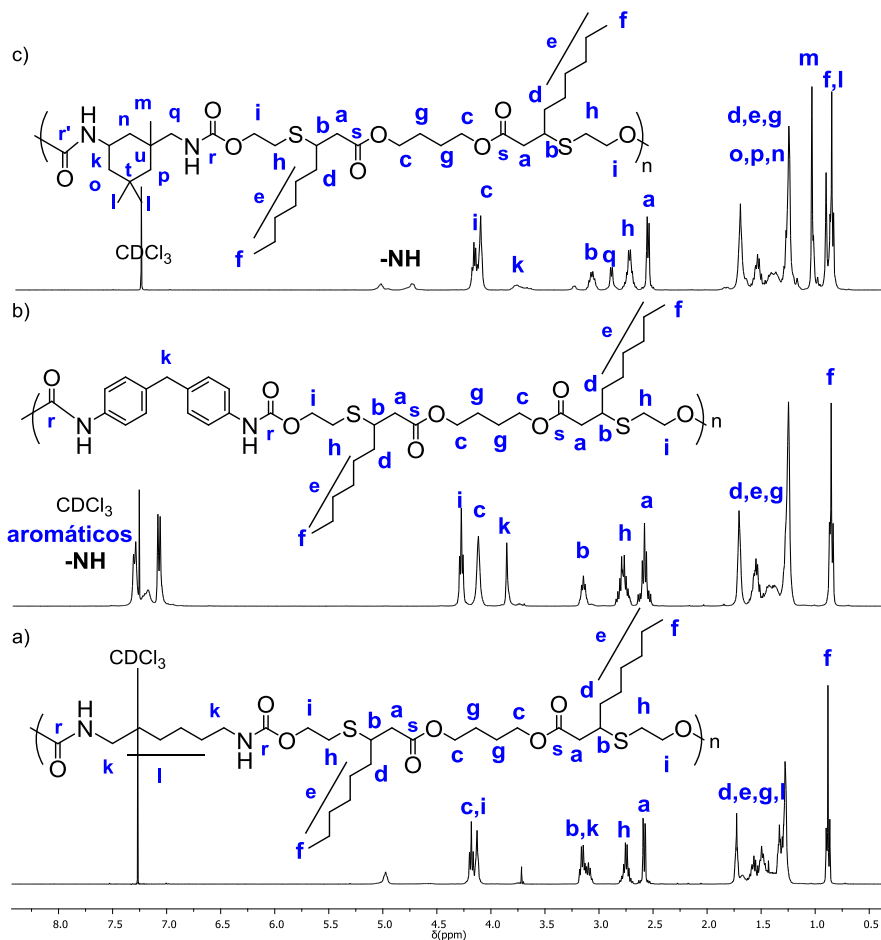 c)
f
e
m
f,l
d
h
d,e,g
o,p,n
n
m
q
O
i
a
g
c
O
H
N
r'
O
k
u
t
o
p
l
l
N
H
r
O
S
b
h
s
O
O
c
g
O
s
a
b
S
O
n
i
e
d
f
c
i
CDCl3
-NH
k
b
q
h
a
b)
f
e
d
h
f
k
O
r
N
H
N
H
O
r
O
i
S
b
a
h
s
O
O
g
c
c
g
O
O
s
a
b
S
O
n
i
e
d
f
CDCl3
aromáticos
-NH
i
c
k
b
h
a
d,e,g
a)
f
e
d
h
f
CDCl3
r
O
H
N
k
k
l
N
H
O
r
O
i
S
b
a
h
s
O
O
g
c
c
g
O
O
s
a
b
S
O
n
i
e
d
f
c,i
b,k
h
a
d,e,g,l
8.0 7.5 7.0 6.5 6.0 5.5 5.0 4.5 4.0 3.5 3.0 2.5 2.0 1.5 1.0 0.5
δ(ppm)